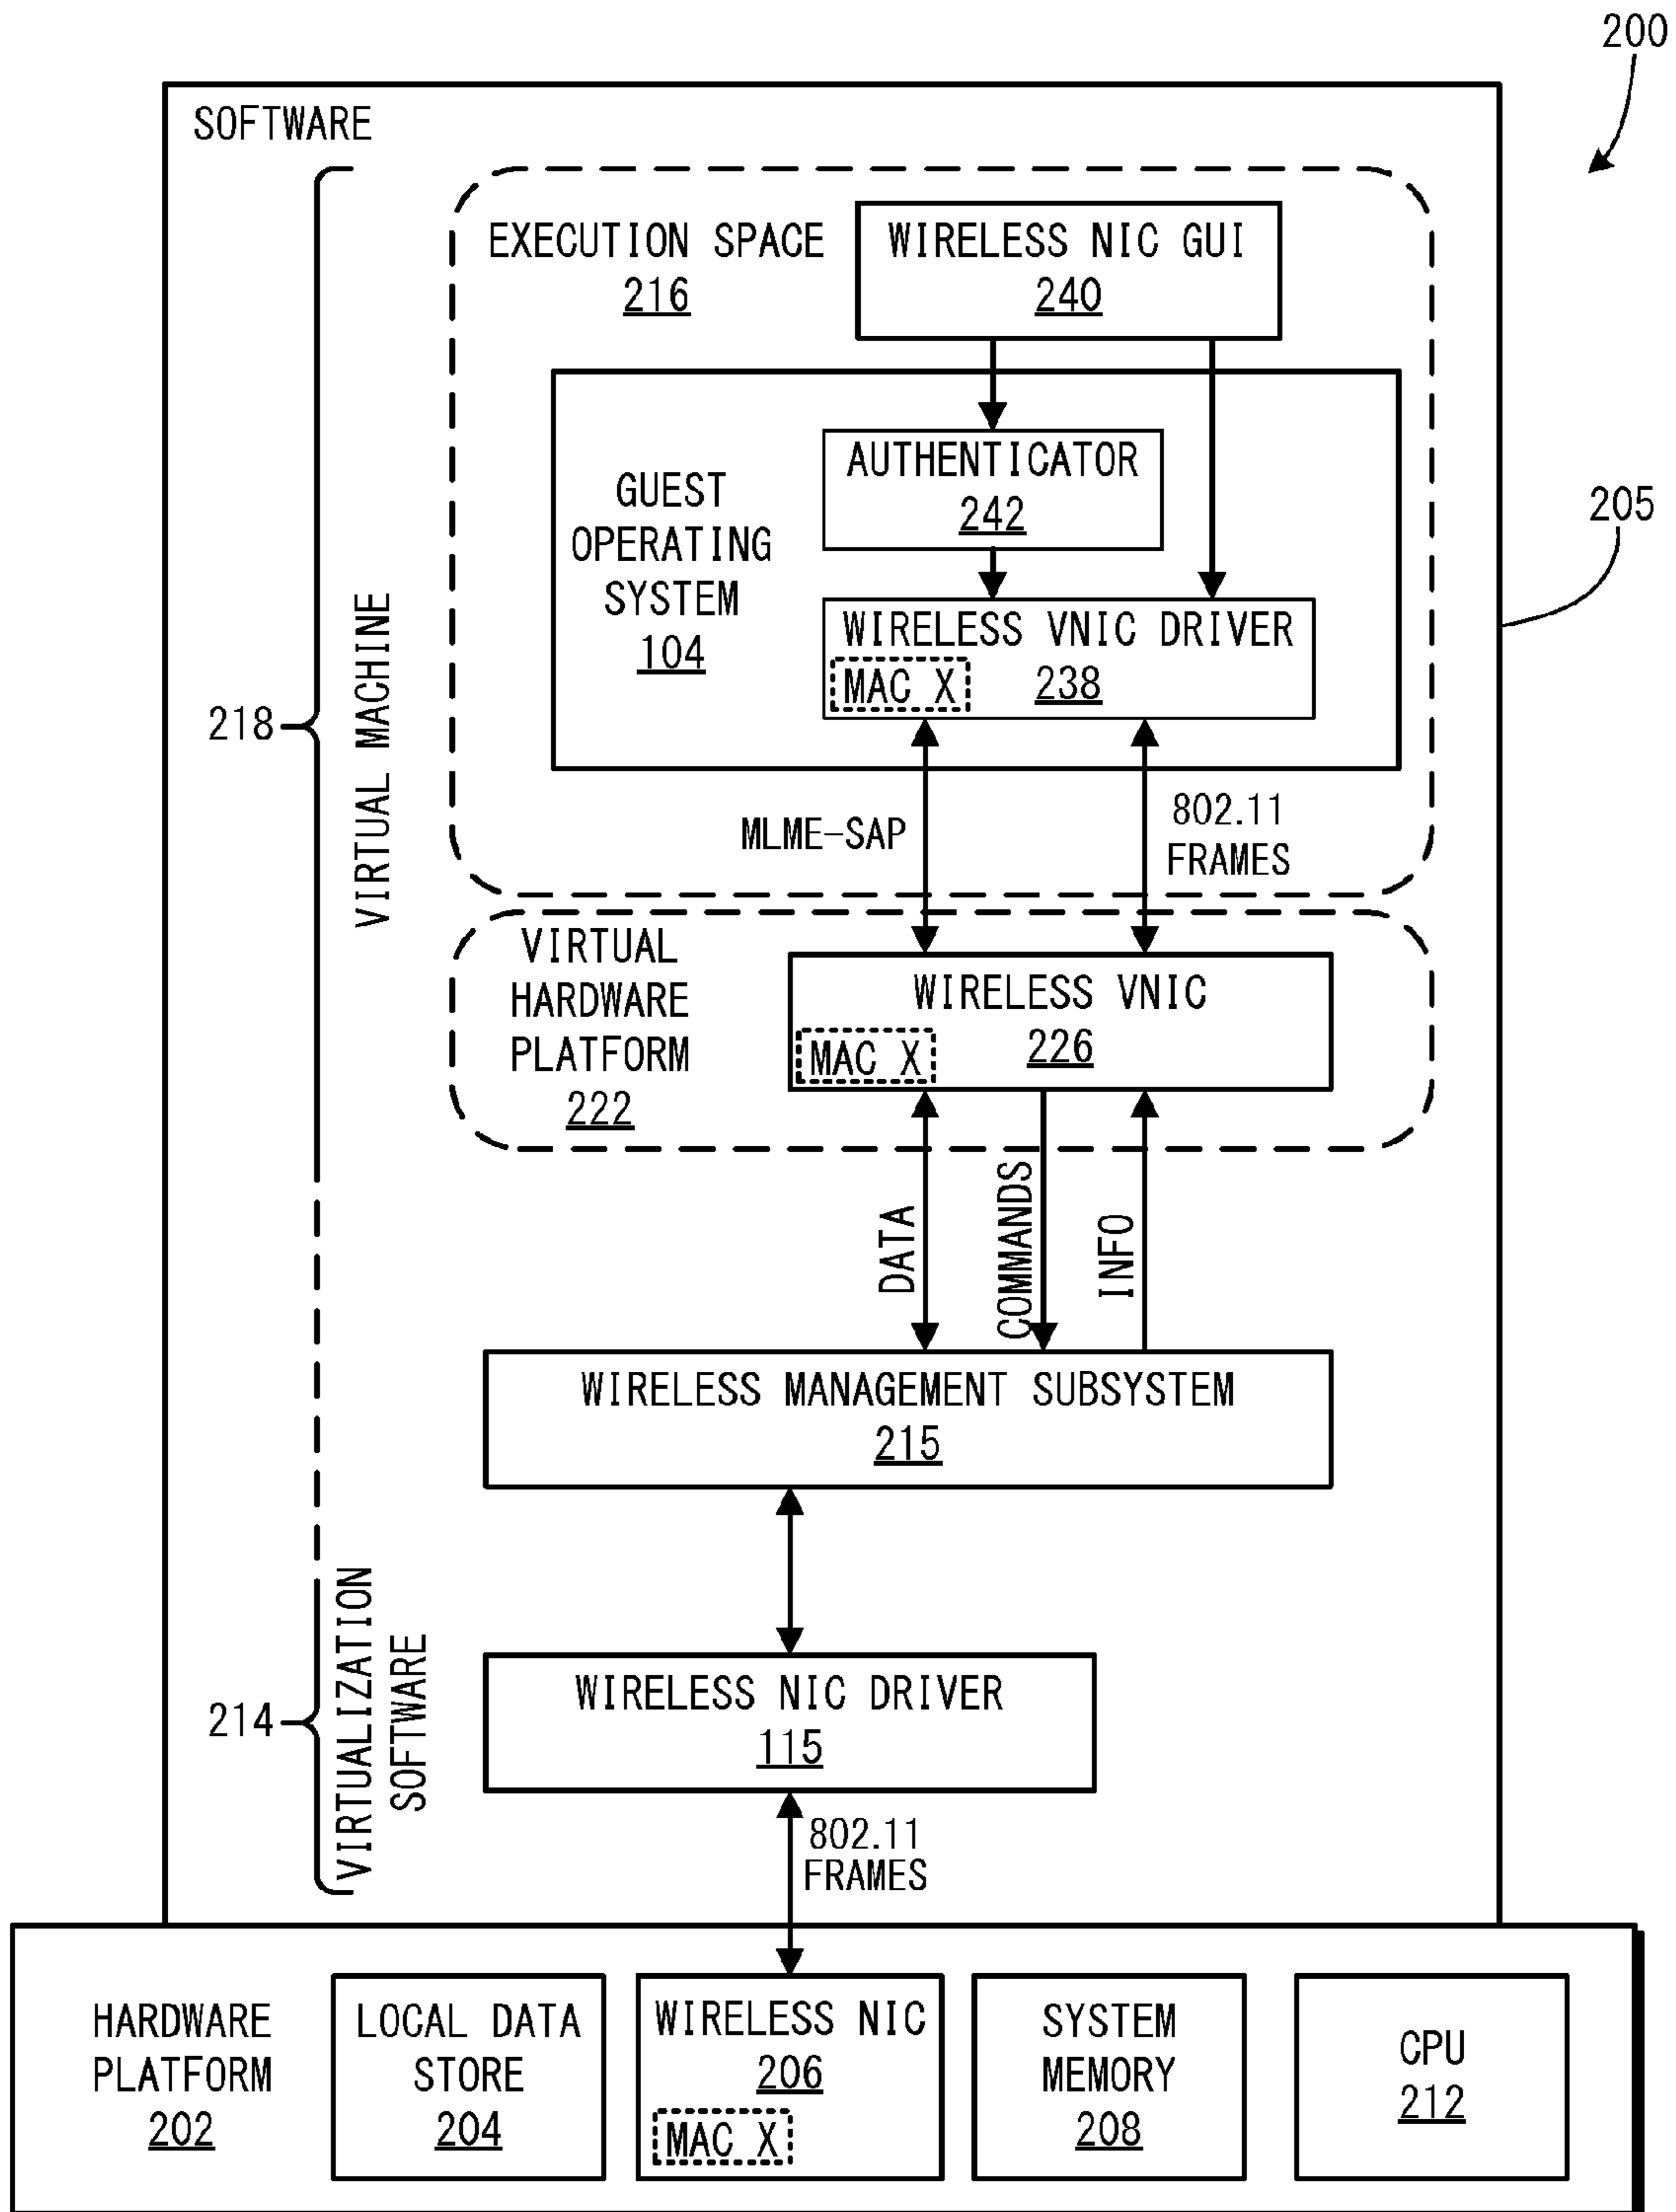 200
SOFTWARE
EXECUTION SPACE
216
WIRELESS NIC GUI
240
AUTHENTICATOR
242
GUEST
OPERATING
SYSTEM
104
205
WIRELESS VNIC DRIVER
MAC X
238
218
VIRTUAL MACHINE
MLME-SAP
802.11
FRAMES
VIRTUAL
HARDWARE
PLATFORM
222
WIRELESS VNIC
226
MAC X
DATA
COMMANDS
INFO
WIRELESS MANAGEMENT SUBSYSTEM
215
214
VIRTUALIZATION
SOFTWARE
WIRELESS NIC DRIVER
115
802.11
FRAMES
HARDWARE
PLATFORM
202
LOCAL DATA
STORE
204
WIRELESS NIC
206
MAC X
SYSTEM
MEMORY
208
CPU
212